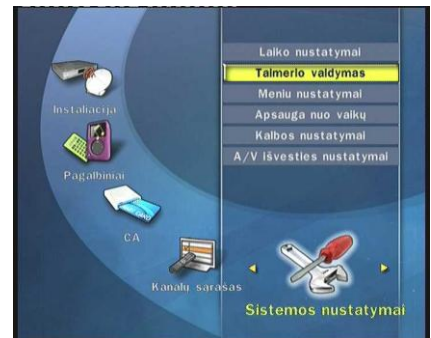 Laiko nustatymai
Taimerio valdymas
Meniu nustatymai
Apsauga nuo vaikų
Kalbos nustatymai
A/V išvesties nustatymai
Instaliacija
Pagalbiniai
CA
Kanalų sarašas
Sistemos nustatymai